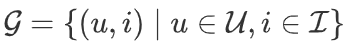 𝒢 = {(u, i) | u ∈ 𝒰, i ∈ ℐ}